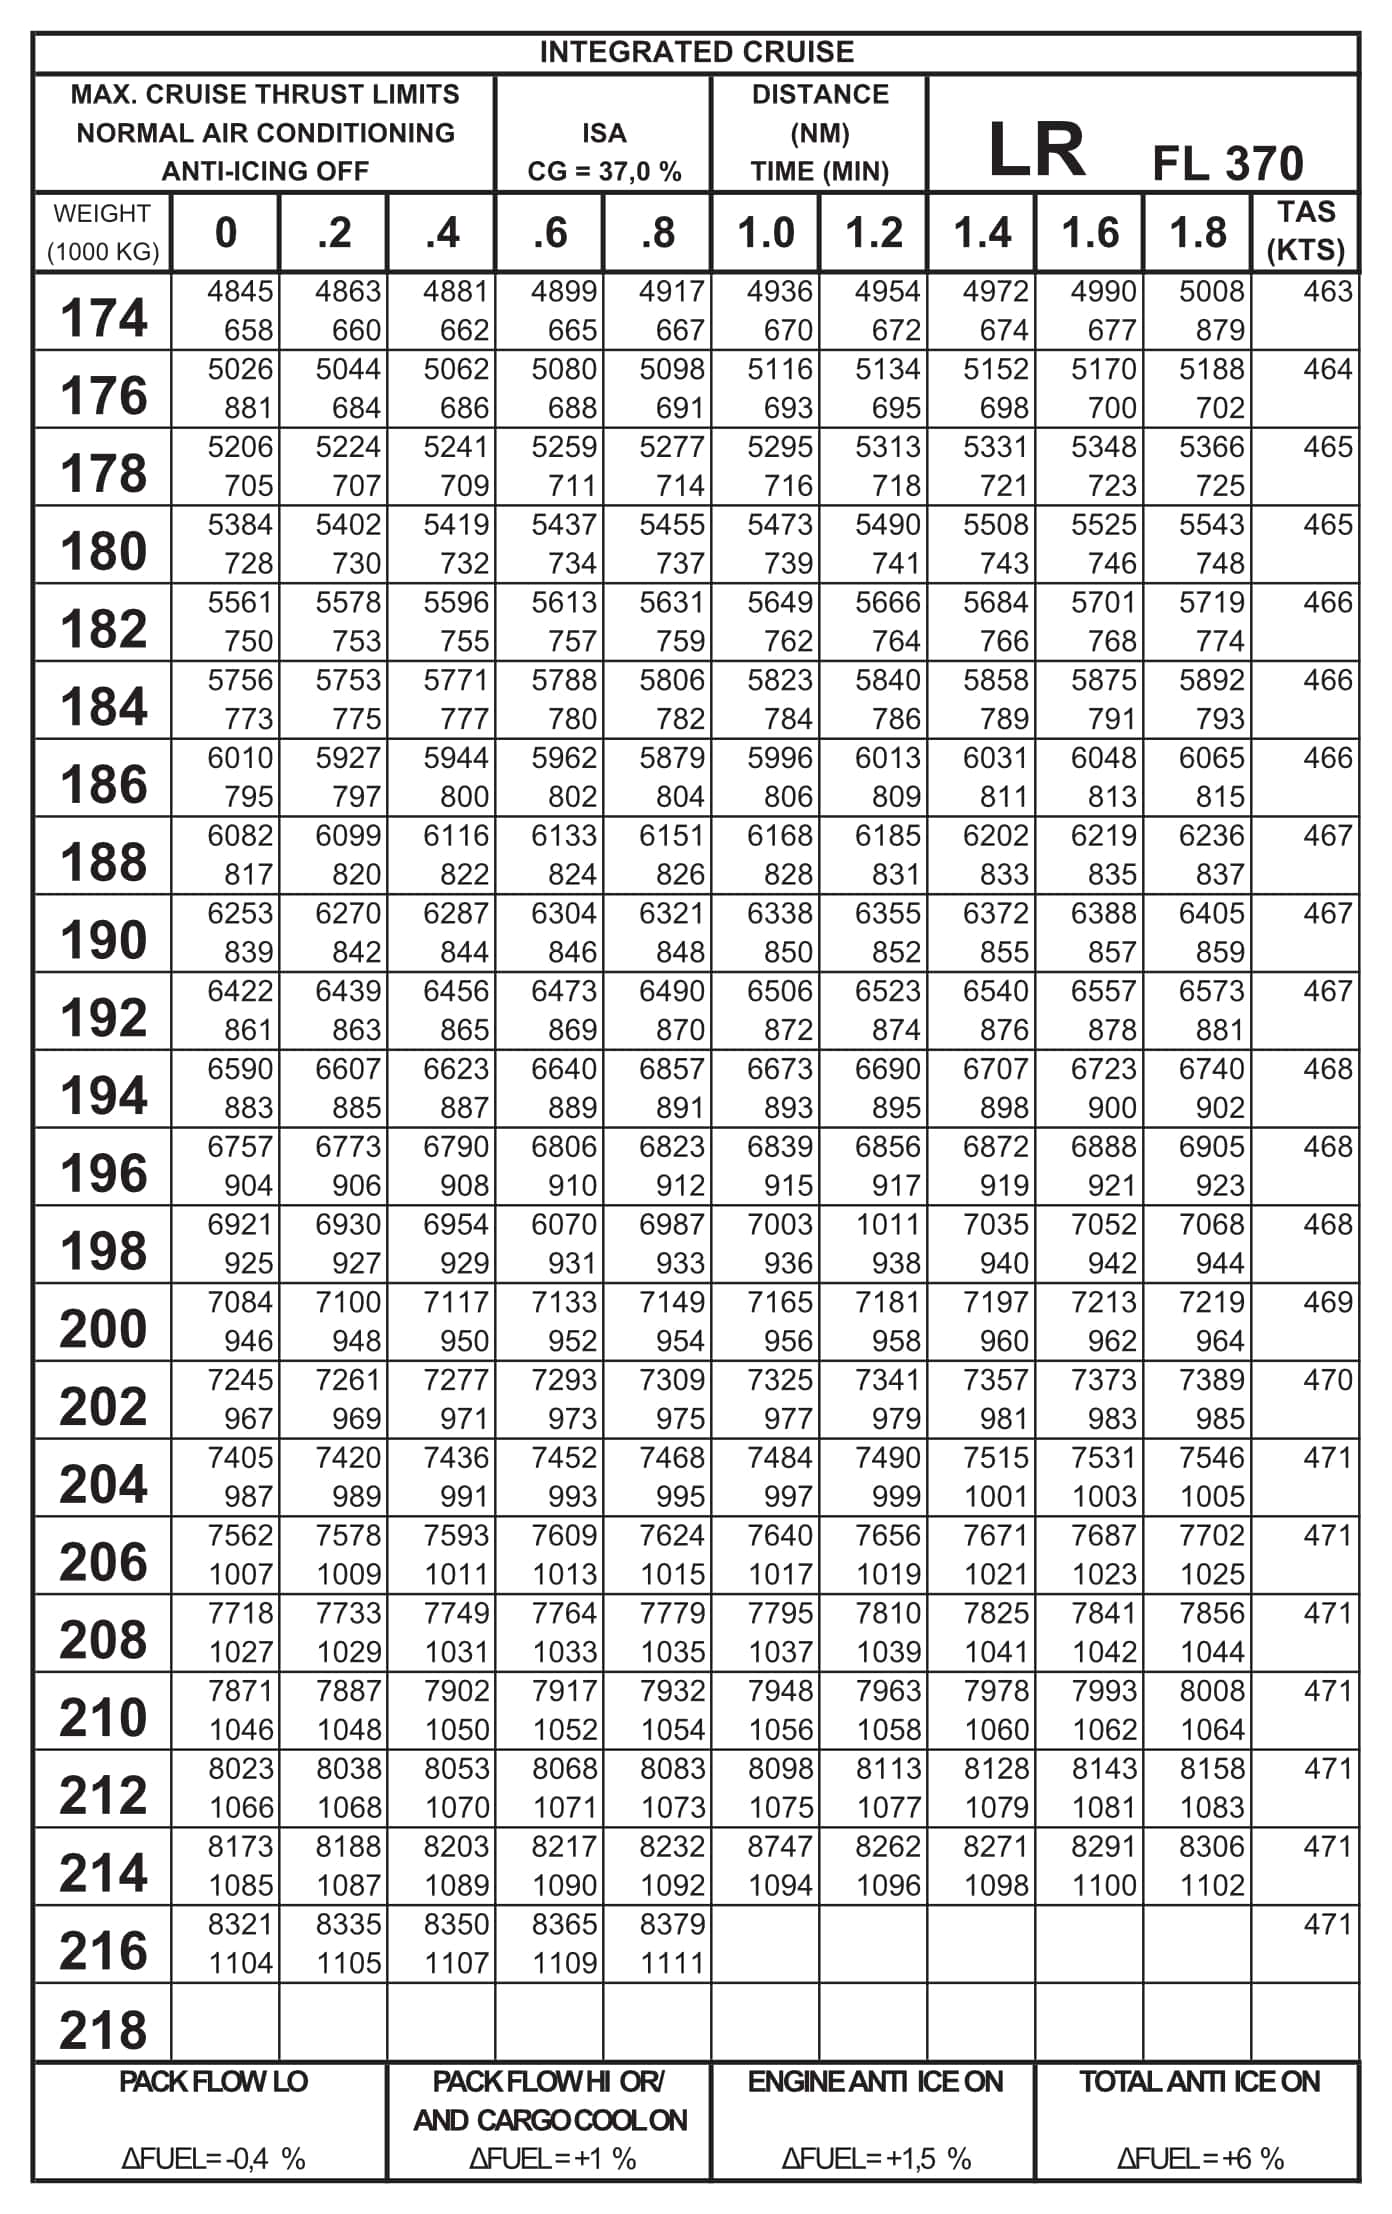 INTEGRATED CRUISE
MAX. CRUISE THRUST LIMITS
NORMAL AIR CONDITIONING
ANTI-ICING OFF
ISA
CG = 37,0 %
DISTANCE
(NM)
TIME (MIN)
LR FL 370
WEIGHT
(1000 KG)
0 .2 .4 .6 .8 1.0 1.2 1.4 1.6 1.8
TAS
(KTS)
174
4845 4863 4881 4899 4917 4936 4954 4972 4990 5008 463
658 660 662 665 667 670 672 674 677 879
176
5026 5044 5062 5080 5098 5116 5134 5152 5170 5188 464
881 684 686 688 691 693 695 698 700 702
178
5206 5224 5241 5259 5277 5295 5313 5331 5348 5366 465
705 707 709 711 714 716 718 721 723 725
180
5384 5402 5419 5437 5455 5473 5490 5508 5525 5543 465
728 730 732 734 737 739 741 743 746 748
182
5561 5578 5596 5613 5631 5649 5666 5684 5701 5719 466
750 753 755 757 759 762 764 766 768 774
184
5756 5753 5771 5788 5806 5823 5840 5858 5875 5892 466
773 775 777 780 782 784 786 789 791 793
186
6010 5927 5944 5962 5879 5996 6013 6031 6048 6065 466
795 797 800 802 804 806 809 811 813 815
188
6082 6099 6116 6133 6151 6168 6185 6202 6219 6236 467
817 820 822 824 826 828 831 833 835 837
190
6253 6270 6287 6304 6321 6338 6355 6372 6388 6405 467
839 842 844 846 848 850 852 855 857 859
192
6422 6439 6456 6473 6490 6506 6523 6540 6557 6573 467
861 863 865 869 870 872 874 876 878 881
194
6590 6607 6623 6640 6857 6673 6690 6707 6723 6740 468
883 885 887 889 891 893 895 898 900 902
196
6757 6773 6790 6806 6823 6839 6856 6872 6888 6905 468
904 906 908 910 912 915 917 919 921 923
198
6921 6930 6954 6070 6987 7003 1011 7035 7052 7068 468
925 927 929 931 933 936 938 940 942 944
200
7084 7100 7117 7133 7149 7165 7181 7197 7213 7219 469
946 948 950 952 954 956 958 960 962 964
202
7245 7261 7277 7293 7309 7325 7341 7357 7373 7389 470
967 969 971 973 975 977 979 981 983 985
204
7405 7420 7436 7452 7468 7484 7490 7515 7531 7546 471
987 989 991 993 995 997 999 1001 1003 1005
206
7562 7578 7593 7609 7624 7640 7656 7671 7687 7702 471
1007 1009 1011 1013 1015 1017 1019 1021 1023 1025
208
7718 7733 7749 7764 7779 7795 7810 7825 7841 7856 471
1027 1029 1031 1033 1035 1037 1039 1041 1042 1044
210
7871 7887 7902 7917 7932 7948 7963 7978 7993 8008 471
1046 1048 1050 1052 1054 1056 1058 1060 1062 1064
212
8023 8038 8053 8068 8083 8098 8113 8128 8143 8158 471
1066 1068 1070 1071 1073 1075 1077 1079 1081 1083
214
8173 8188 8203 8217 8232 8747 8262 8271 8291 8306 471
1085 1087 1089 1090 1092 1094 1096 1098 1100 1102
216
8321 8335 8350 8365 8379 471
1104 1105 1107 1109 1111
218
PACK FLOW LO
ΔFUEL= -0,4 %
PACK FLOW HI OR/
AND CARGO COOL ON
ΔFUEL = +1 %
ENGINE ANTI ICE ON
ΔFUEL= +1,5 %
TOTAL ANTI ICE ON
ΔFUEL = +6 %